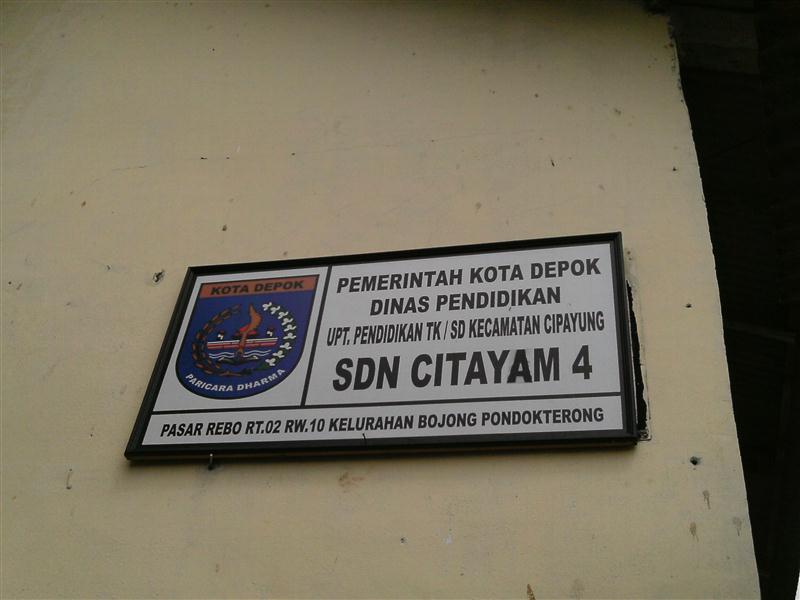 KOTA DEPOK
PARICARA DHARMA
PEMERINTAH KOTA DEPOK
DINAS PENDIDIKAN
UPT. PENDIDIKAN TK / SD KECAMATAN CIPAYUNG
SDN CITAYAM 4
PASAR REBO RT.02 RW.10 KELURAHAN BOJONG PONDOKTERONG